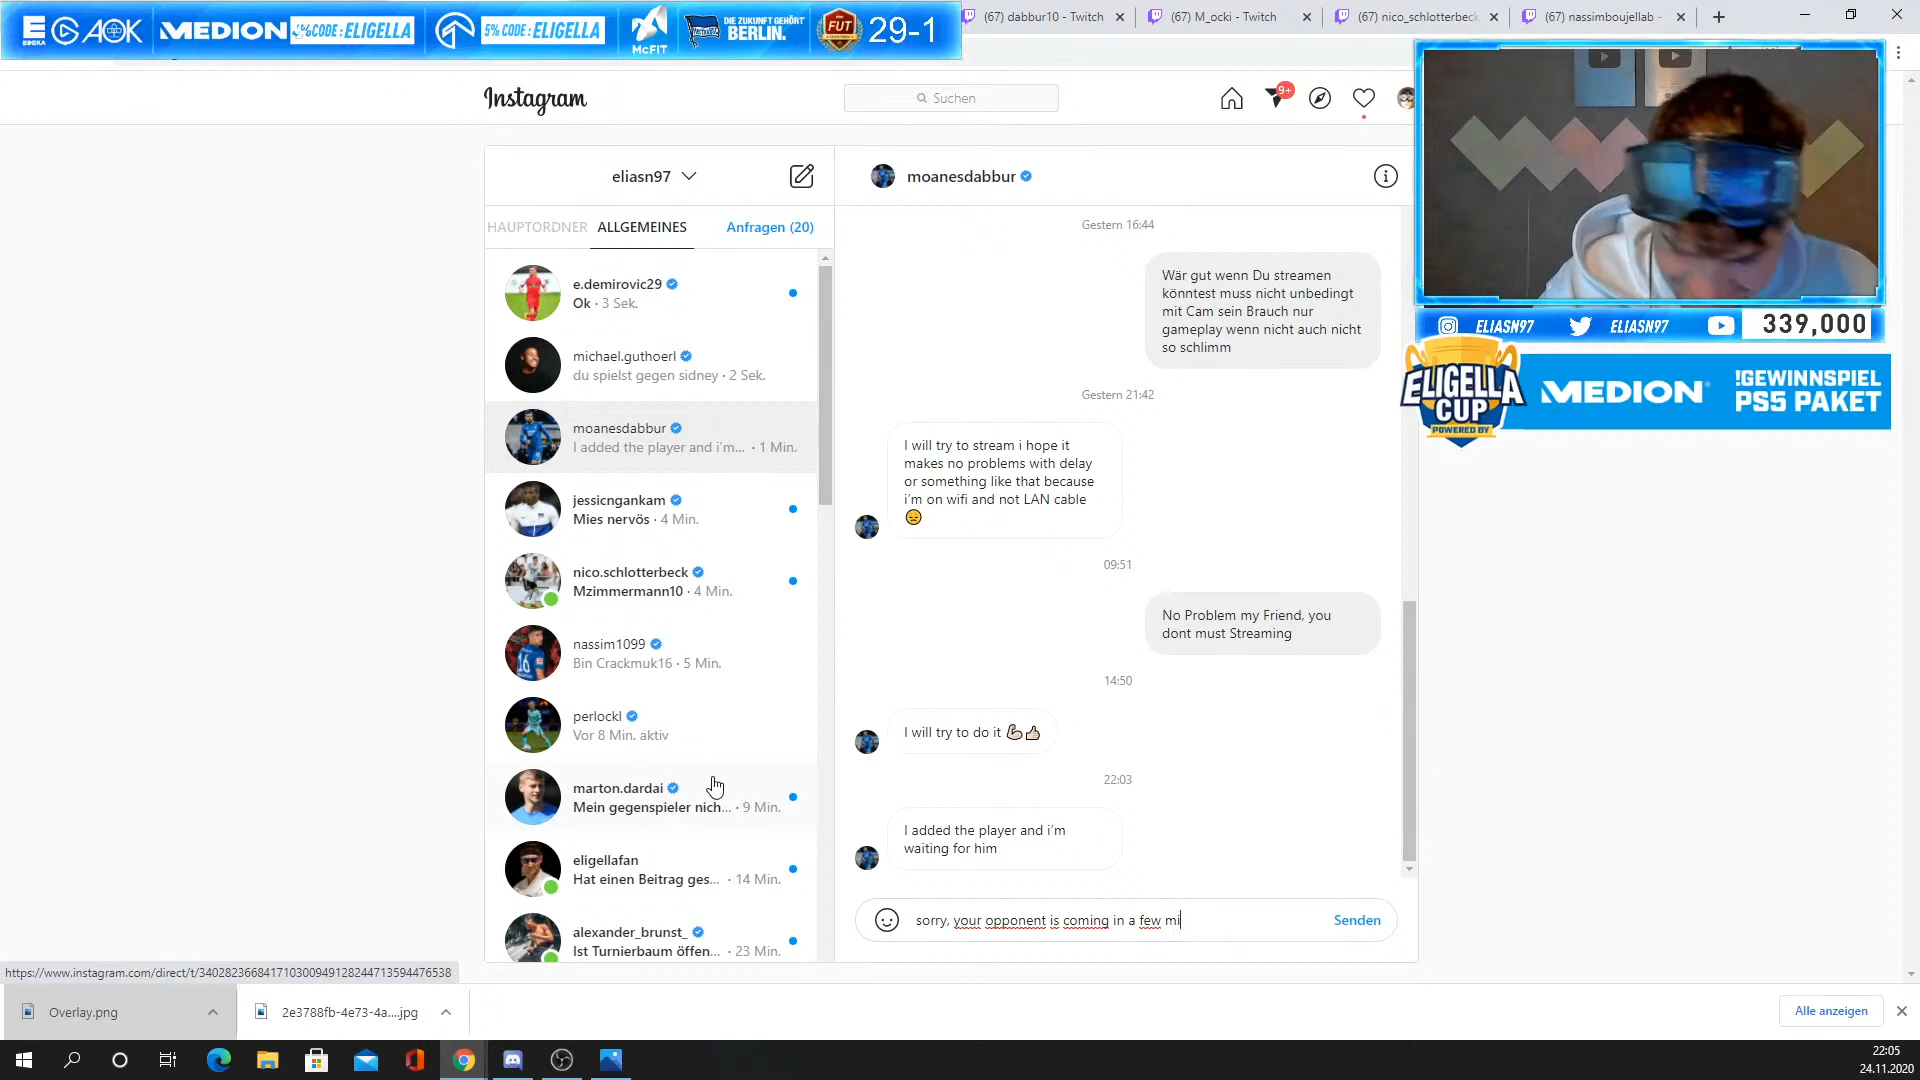 EDEKA
AOK
MEDION
4% CODE : ELIGELLA
5% CODE : ELIGELLA
McFIT
DIE ZUKUNFT GEHÖRT
BERLIN.
FUT
29-1
(67) dabbur10 - Twitch
(67) M_ocki - Twitch
(67) nico_schlotterbeck
(67) nassimboujellab -
Instagram
Suchen
9+
eliasn97
HAUPTORDNER
ALLGEMEINES
Anfragen (20)
e.demirovic29
Ok · 3 Sek.
michael.guthoerl
du spielst gegen sidney · 2 Sek.
moanesdabbur
I added the player and i'm... · 1 Min.
jessicngankam
Mies nervös · 4 Min.
nico.schlotterbeck
Mzimmermann10 · 4 Min.
nassim1099
Bin Crackmuk16 · 5 Min.
perlockl
Vor 8 Min. aktiv
marton.dardai
Mein gegenspieler nich... · 9 Min.
eligellafan
Hat einen Beitrag ges... · 14 Min.
alexander_brunst_
Ist Turnierbaum öffen... · 23 Min.
moanesdabbur
Gestern 16:44
Wär gut wenn Du streamen
könntest muss nicht unbedingt
mit Cam sein Brauch nur
gameplay wenn nicht auch nicht
so schlimm
Gestern 21:42
I will try to stream i hope it
makes no problems with delay
or something like that because
i'm on wifi and not LAN cable
09:51
No Problem my Friend, you
dont must Streaming
14:50
I will try to do it
22:03
I added the player and i'm
waiting for him
sorry, your opponent is coming in a few mi
Senden
ELIASN97
ELIASN97
339,000
ELIGELLA
CUP
POWERED BY
MEDION
!GEWINNSPIEL
PS5 PAKET
https://www.instagram.com/direct/t/340282366841710300949128244713594476538
Overlay.png
2e3788fb-4e73-4a....jpg
Alle anzeigen
22:05
24.11.2020